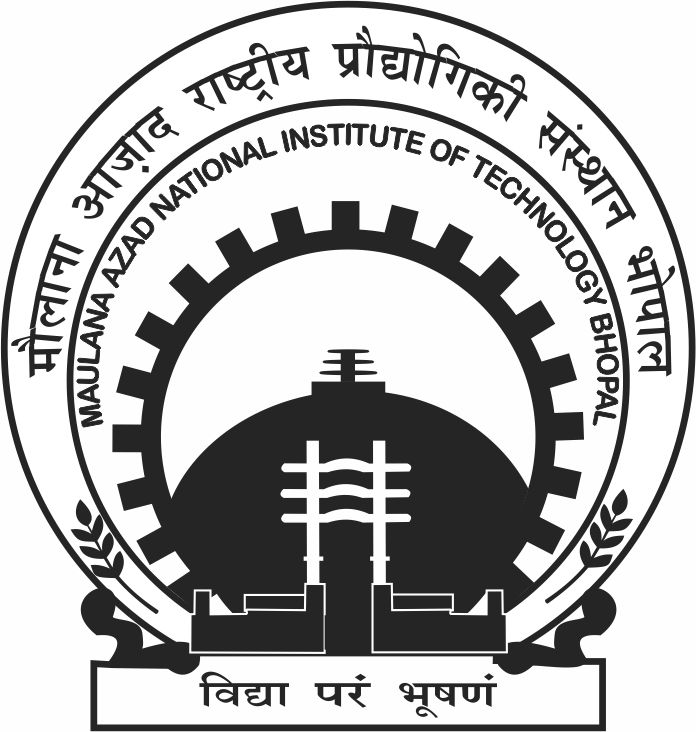 मौलाना आज़ाद राष्ट्रीय प्रौद्योगिकी संस्थान भोपाल
MAULANA AZAD NATIONAL INSTITUTE OF TECHNOLOGY BHOPAL
विद्या परं भूषणं